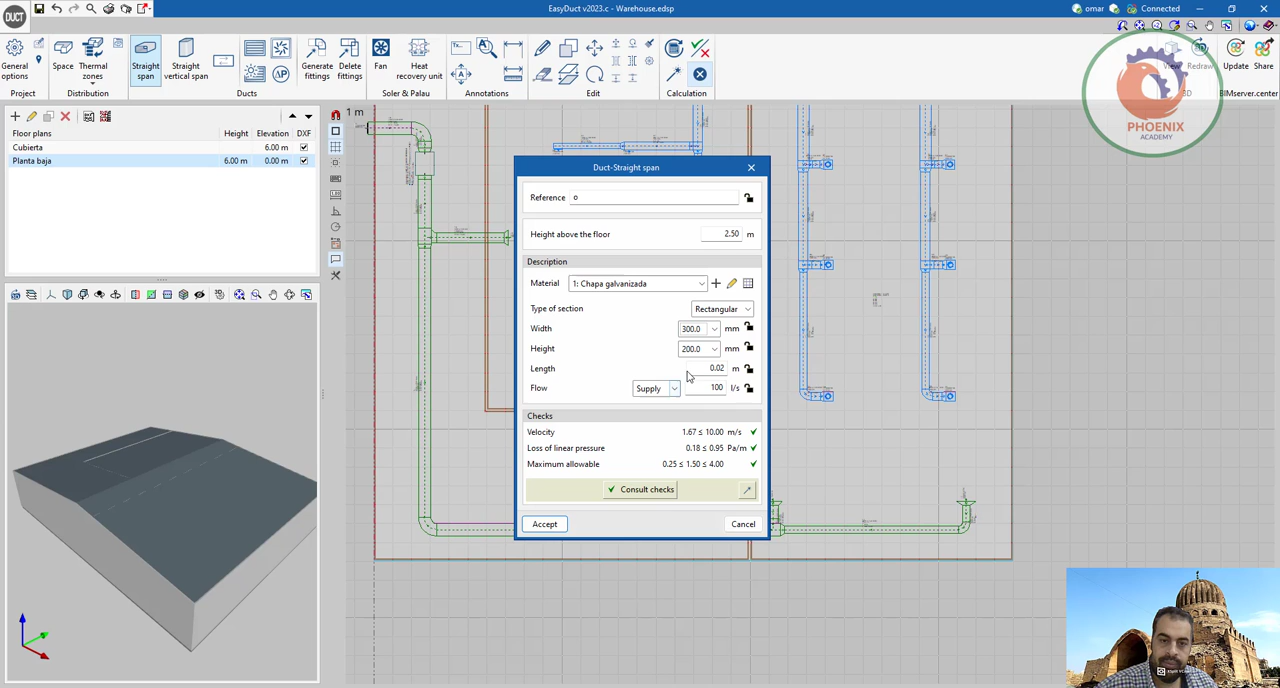 DUCT
EasyDuct v2023.c - Warehouse.edsp
omar
Connected
General options
Space
Thermal zones
Straight span
Straight vertical span
Generate fittings
Delete fittings
Fan
Heat recovery unit
Update
Share
Project
Distribution
Ducts
Soler & Palau
Annotations
Edit
Calculation
BIMserver.center
PHOENIX
ACADEMY
Floor plans Height Elevation DXF
Cubierta 6.00 m
Planta baja 6.00 m 0.00 m
1 m
Duct-Straight span
Reference o
Height above the floor 2.50 m
Description
Material 1: Chapa galvanizada
Type of section Rectangular
Width 300.0 mm
Height 200.0 mm
Length 0.02 m
Flow Supply 100 l/s
Checks
Velocity 1.67 ≤ 10.00 m/s
Loss of linear pressure 0.18 ≤ 0.95 Pa/m
Maximum allowable 0.25 ≤ 1.50 ≤ 4.00
Consult checks
Accept Cancel